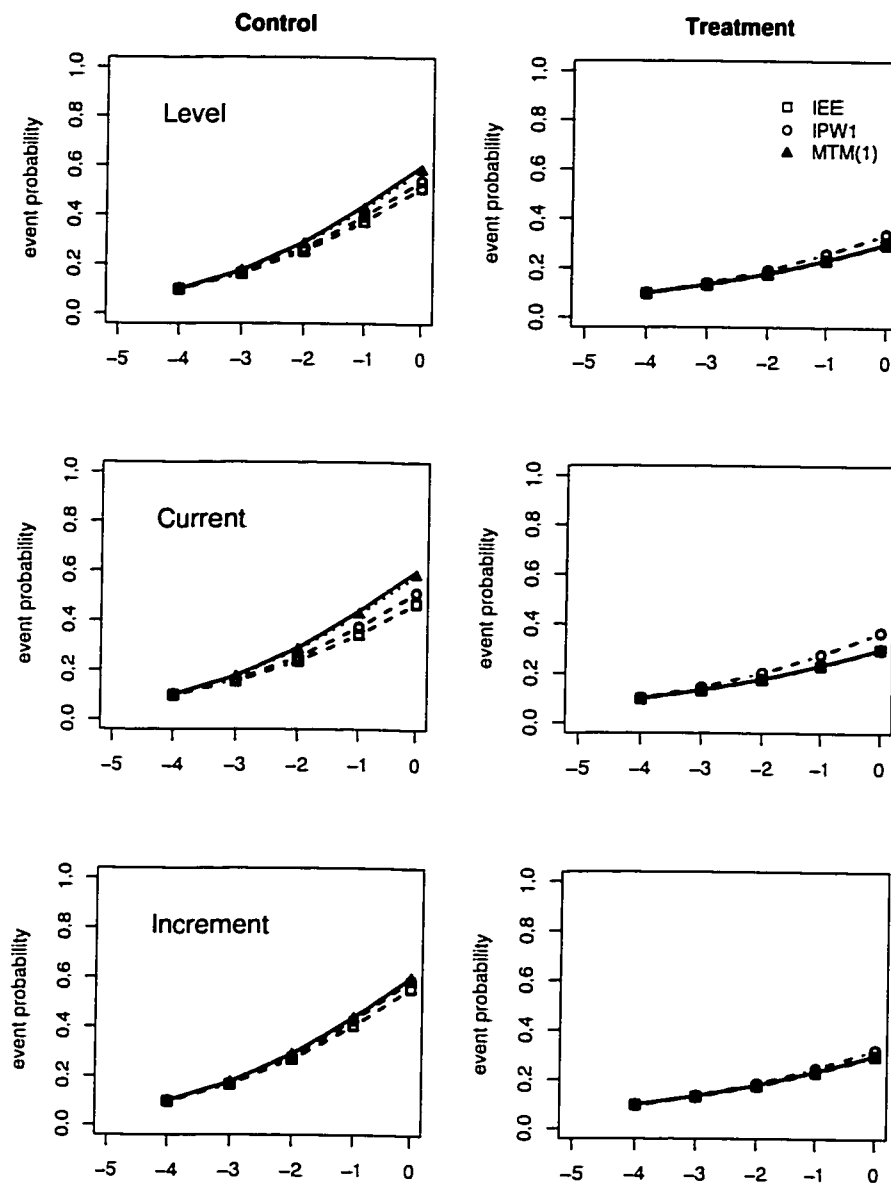 Control
Treatment
event probability
0.0 0.2 0.4 0.6 0.8 1.0
Level
-5 -4 -3 -2 -1 0
event probability
0.0 0.2 0.4 0.6 0.8 1.0
IEE
IPW1
MTM(1)
-5 -4 -3 -2 -1 0
event probability
0.0 0.2 0.4 0.6 0.8 1.0
Current
-5 -4 -3 -2 -1 0
event probability
0.0 0.2 0.4 0.6 0.8 1.0
-5 -4 -3 -2 -1 0
event probability
0.0 0.2 0.4 0.6 0.8 1.0
Increment
-5 -4 -3 -2 -1 0
event probability
0.0 0.2 0.4 0.6 0.8 1.0
-5 -4 -3 -2 -1 0